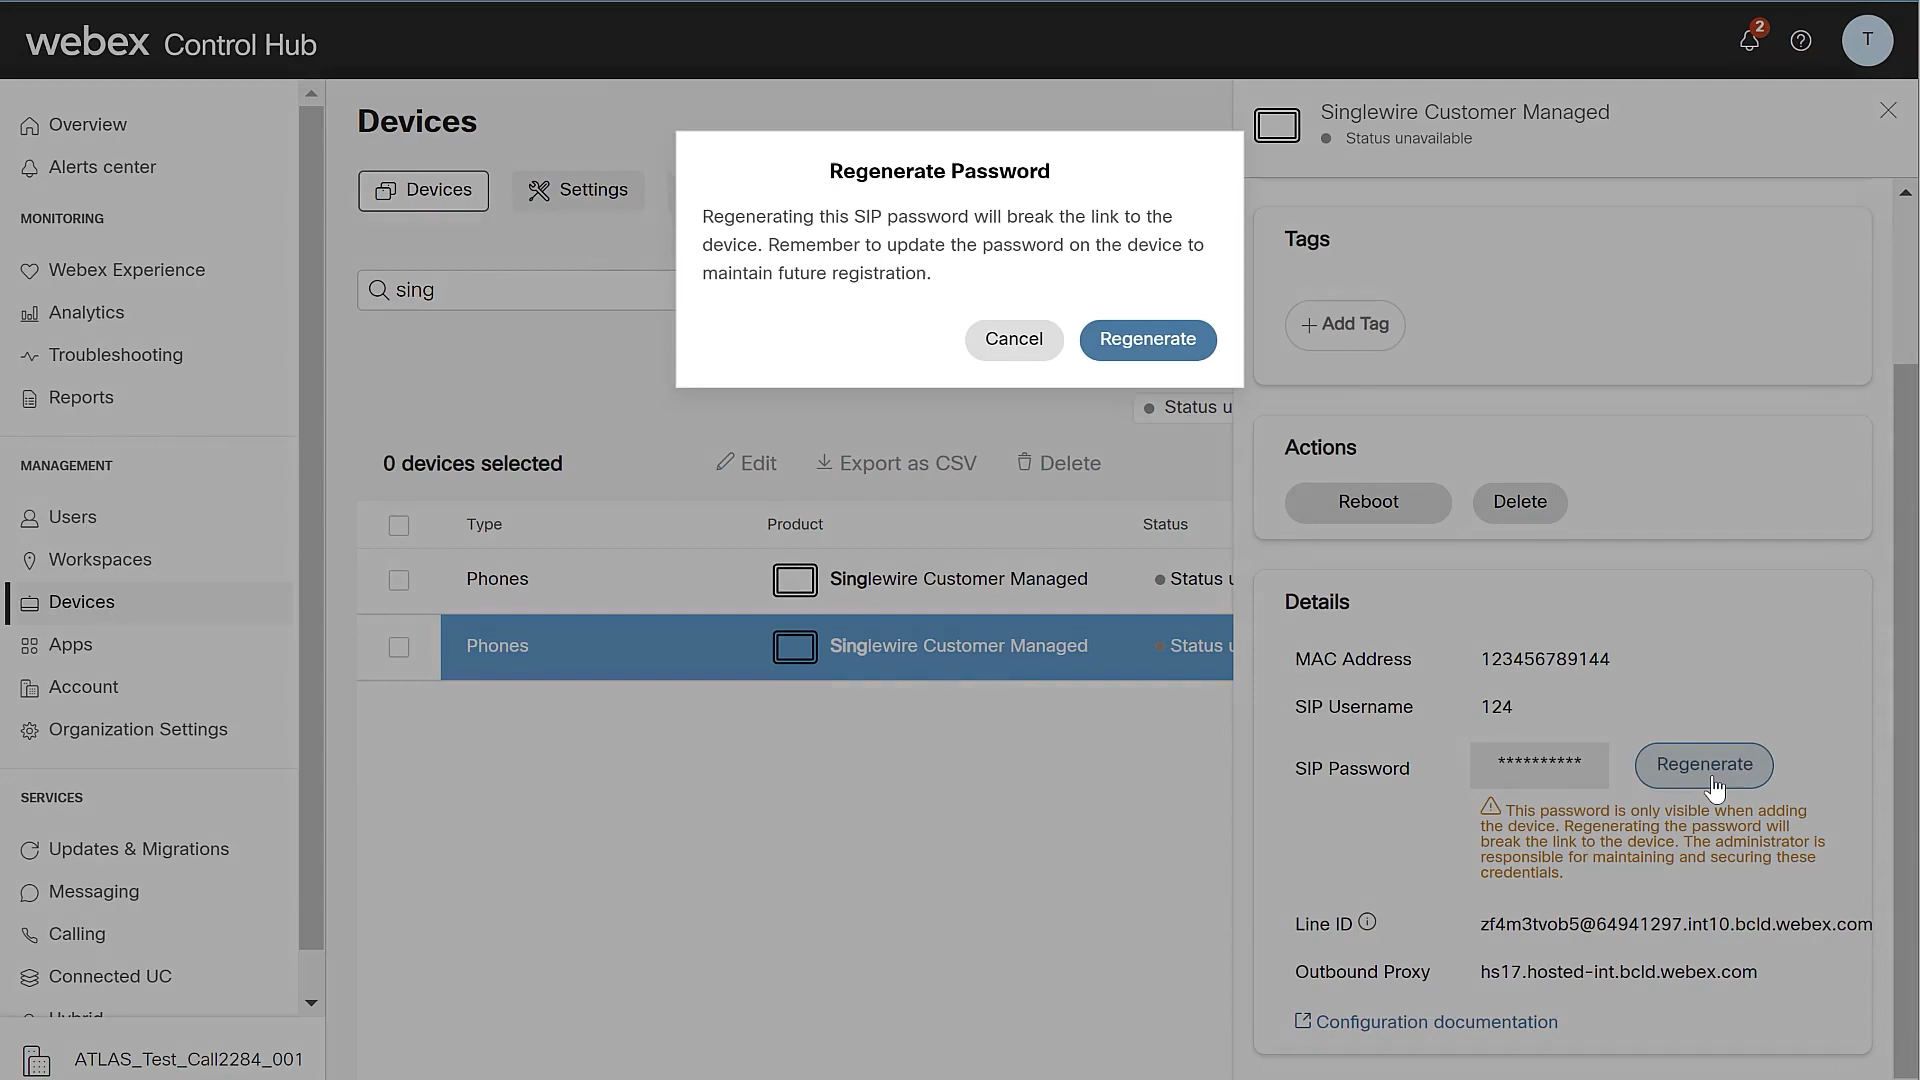 webex Control Hub
2
T
Overview
Alerts center
MONITORING
Webex Experience
Analytics
Troubleshooting
Reports
MANAGEMENT
Users
Workspaces
Devices
Apps
Account
Organization Settings
SERVICES
Updates & Migrations
Messaging
Calling
Connected UC
Hybrid
ATLAS_Test_Call2284_001
Devices
Devices
Settings
sing
Status u
0 devices selected
Edit
Export as CSV
Delete
Type
Product
Status
Phones
Singlewire Customer Managed
Status u
Phones
Singlewire Customer Managed
Status u
Regenerate Password
Regenerating this SIP password will break the link to the
device. Remember to update the password on the device to
maintain future registration.
Cancel
Regenerate
Singlewire Customer Managed
Status unavailable
Tags
+ Add Tag
Actions
Reboot
Delete
Details
MAC Address
123456789144
SIP Username
124
SIP Password
**********
Regenerate
This password is only visible when adding
the device. Regenerating the password will
break the link to the device. The administrator is
responsible for maintaining and securing these
credentials.
Line ID
zf4m3tvob5@64941297.int10.bcld.webex.com
Outbound Proxy
hs17.hosted-int.bcld.webex.com
Configuration documentation